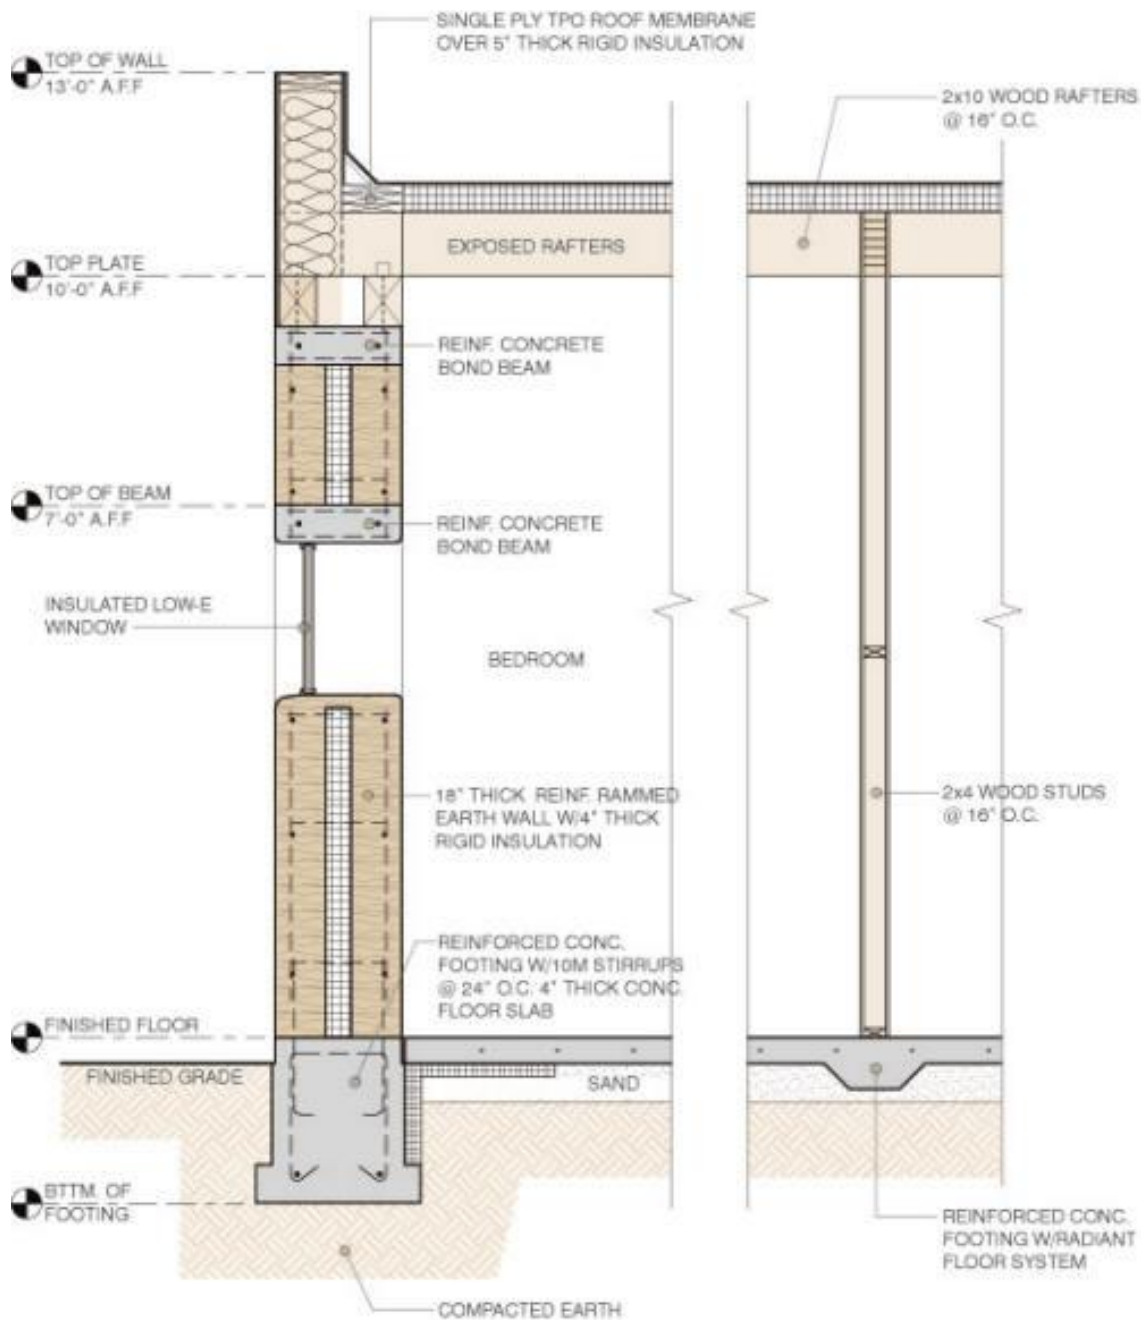 SINGLE PLY TPO ROOF MEMBRANE
OVER 5" THICK RIGID INSULATION
TOP OF WALL
13'-0" A.F.F
2x10 WOOD RAFTERS
@ 16" O.C.
EXPOSED RAFTERS
TOP PLATE
10'-0" A.F.F
REINF. CONCRETE
BOND BEAM
TOP OF BEAM
7'-0" A.F.F
REINF. CONCRETE
BOND BEAM
INSULATED LOW-E
WINDOW
BEDROOM
18" THICK REINF. RAMMED
EARTH WALL W/4" THICK
RIGID INSULATION
2x4 WOOD STUDS
@ 16" O.C.
REINFORCED CONC.
FOOTING W/10M STIRRUPS
@ 24" O.C. 4" THICK CONC.
FLOOR SLAB
FINISHED FLOOR
FINISHED GRADE
SAND
BTTM. OF
FOOTING
REINFORCED CONC.
FOOTING W/RADIANT
FLOOR SYSTEM
COMPACTED EARTH